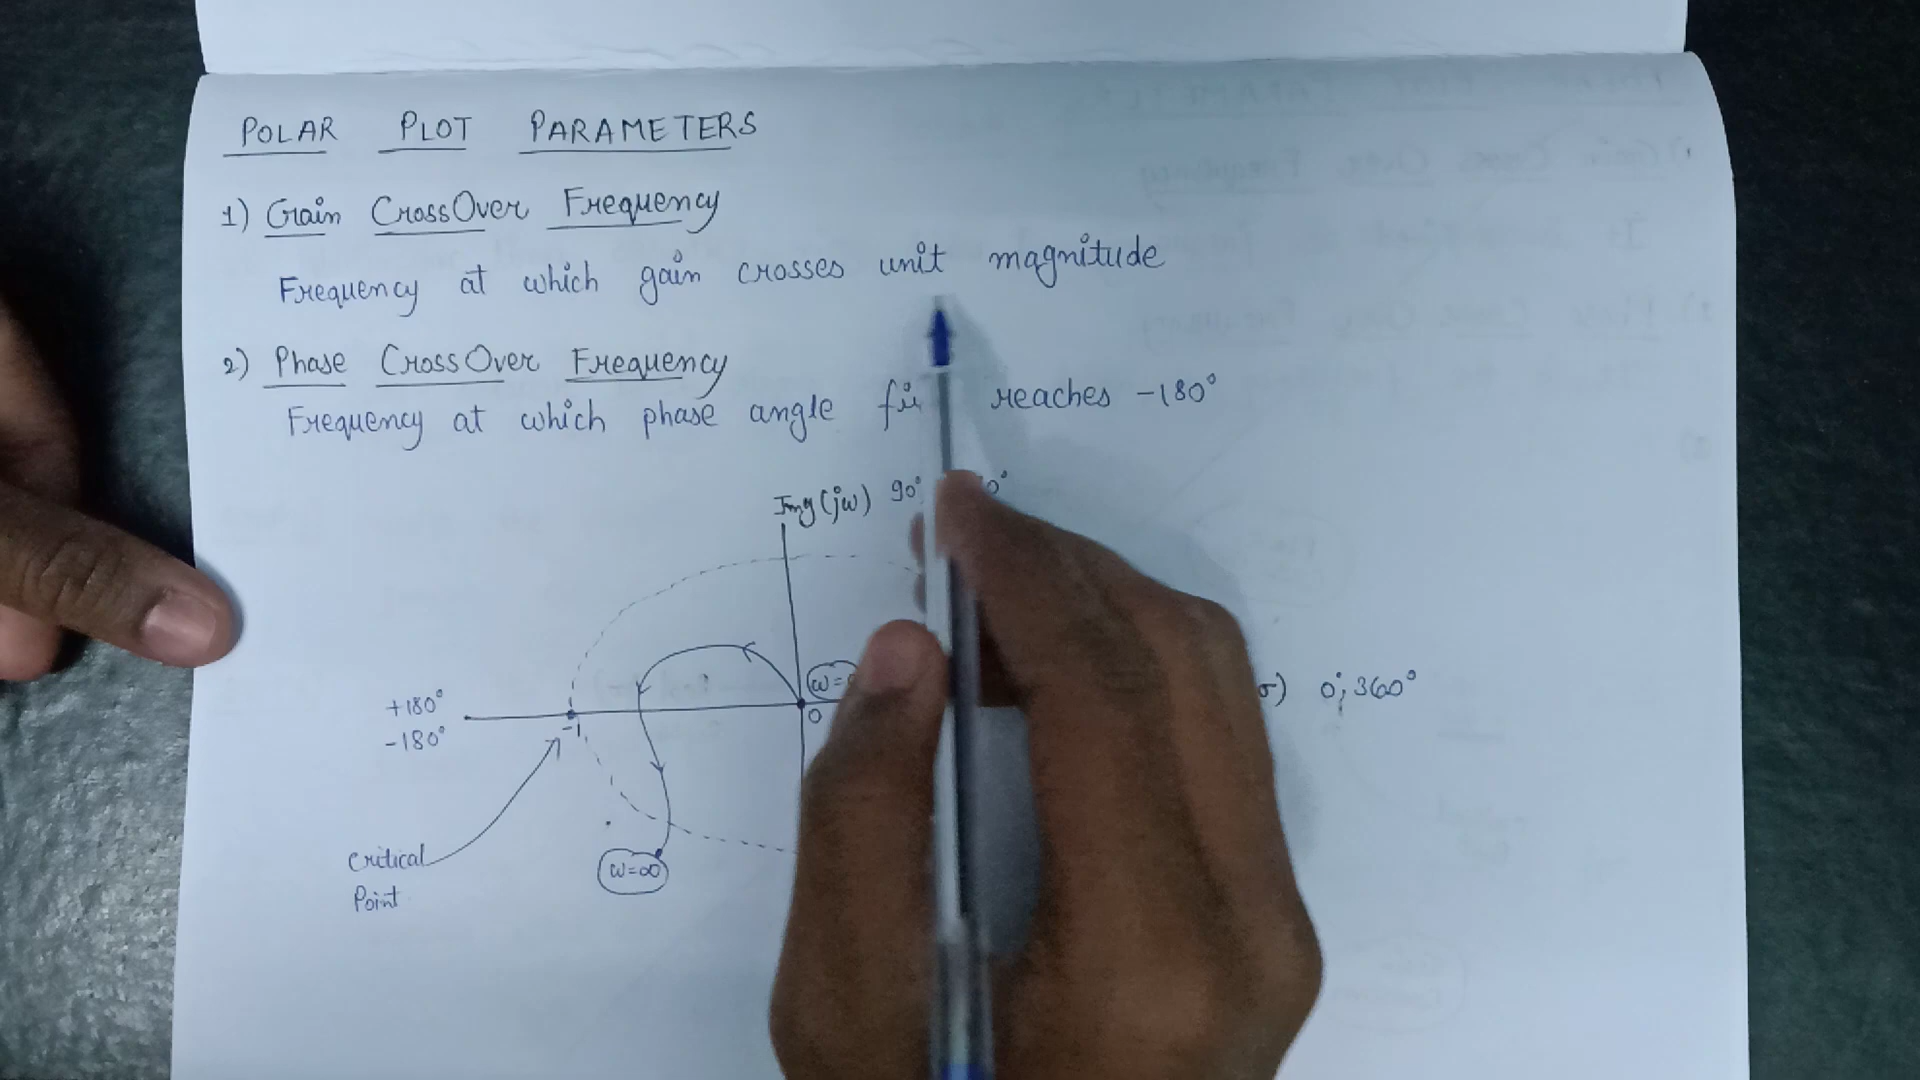 POLAR PLOT PARAMETERS
1) Gain CrossOver Frequency
Frequency at which gain crosses unit magnitude
2) Phase CrossOver Frequency
Frequency at which phase angle reaches -180°
Img (jω) 90°
+180°
-180°
-1
0
0°, 360°
Critical
Point
ω=∞